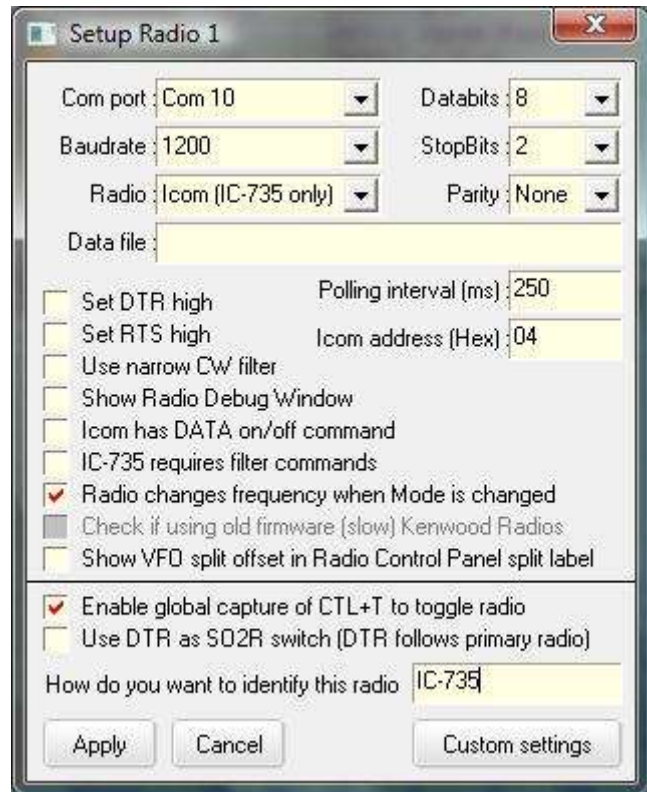 Setup Radio 1
Com port : Com 10 Databits : 8
Baudrate : 1200 StopBits : 2
Radio : Icom (IC-735 only) Parity : None
Data file :
Set DTR high Polling interval (ms) : 250
Set RTS high Icom address (Hex) : 04
Use narrow CW filter
Show Radio Debug Window
Icom has DATA on/off command
IC-735 requires filter commands
Radio changes frequency when Mode is changed
Check if using old firmware (slow) Kenwood Radios
Show VFO split offset in Radio Control Panel split label
Enable global capture of CTL+T to toggle radio
Use DTR as SO2R switch (DTR follows primary radio)
How do you want to identify this radio IC-735
Apply Cancel Custom settings